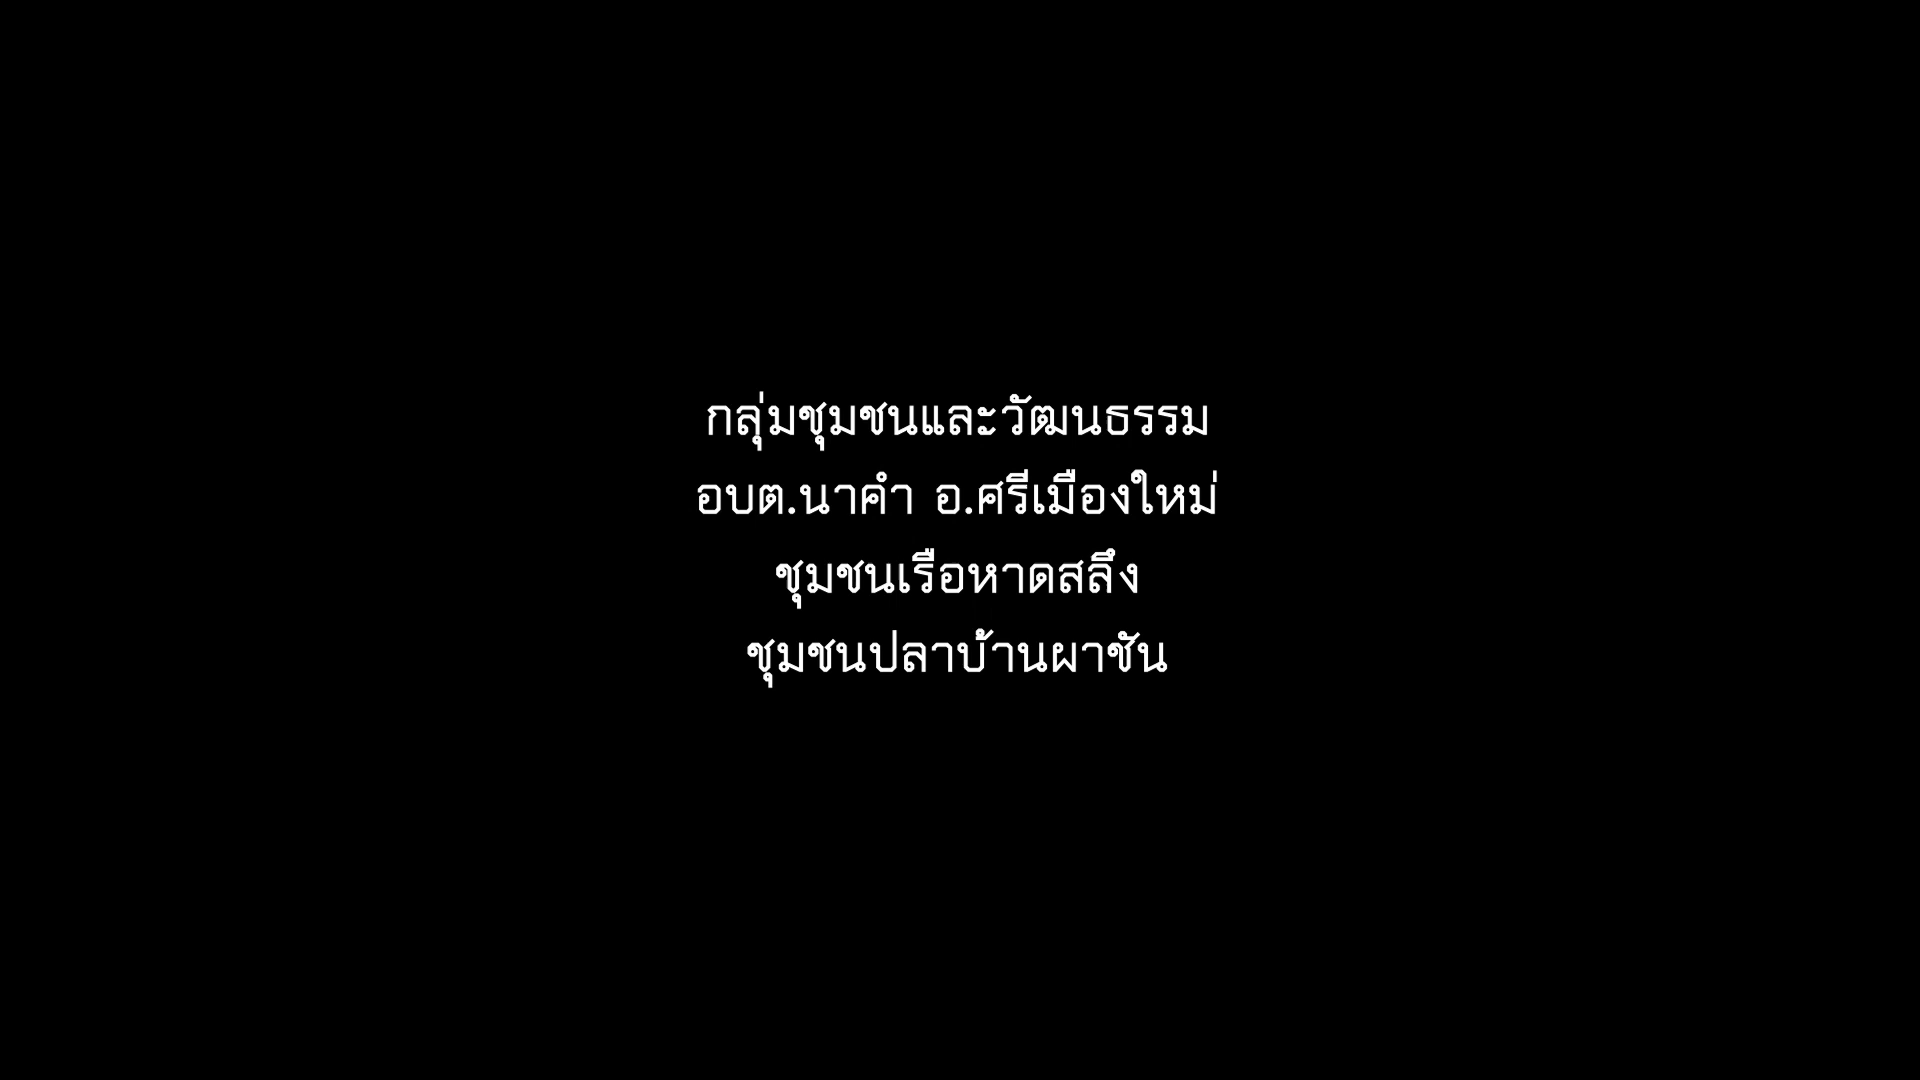 กลุ่มชุมชนและวัฒนธรรม
อบต.นาคำ อ.ศรีเมืองใหม่
ชุมชนเรือหาดสลึง
ชุมชนปลาบ้านผาชัน